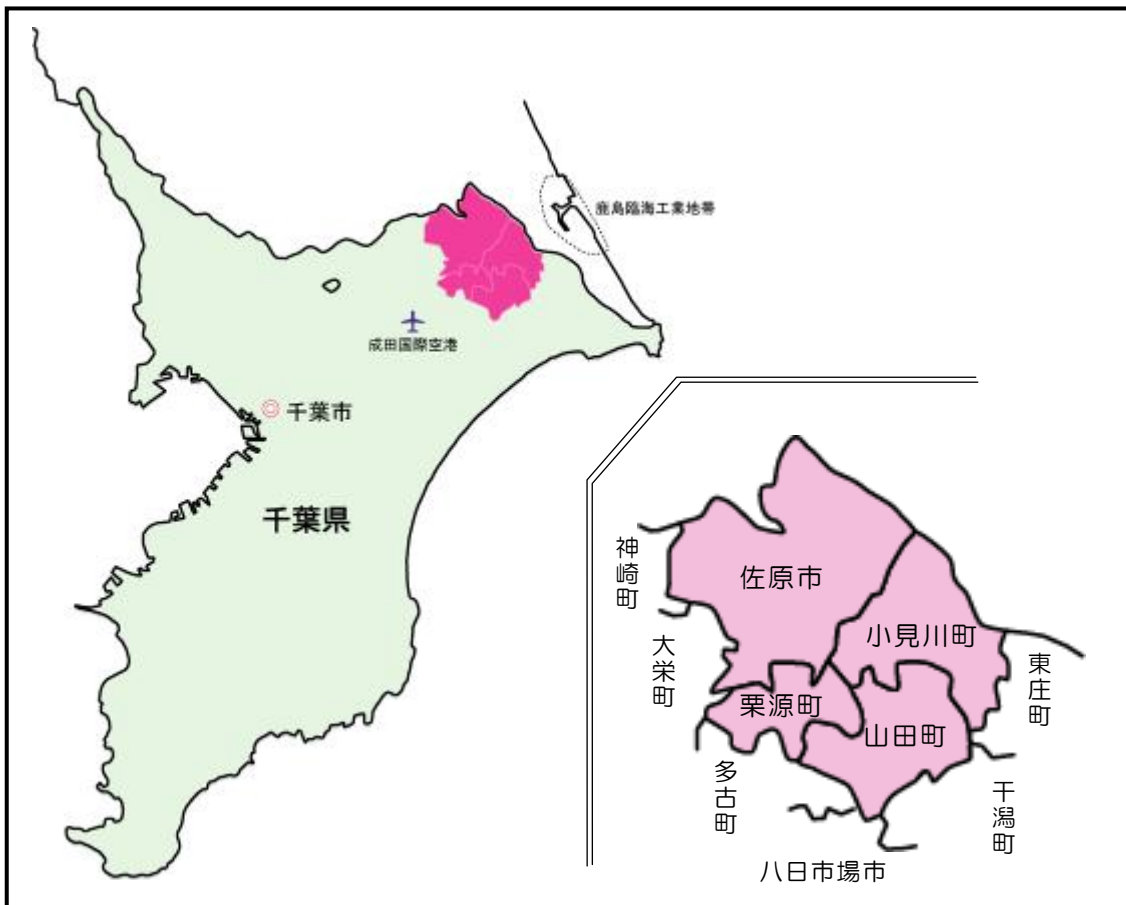 鹿島臨海工業地帯
成田国際空港
千葉市
千葉県
神崎町
佐原市
小見川町
大栄町
東庄町
栗源町
山田町
多古町
干潟町
八日市場市